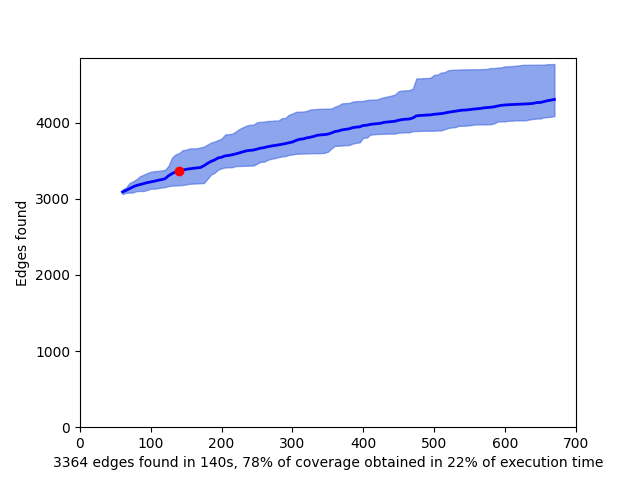 Edges found
4000
3000
2000
1000
0
0 100 200 300 400 500 600 700
3364 edges found in 140s, 78% of coverage obtained in 22% of execution time